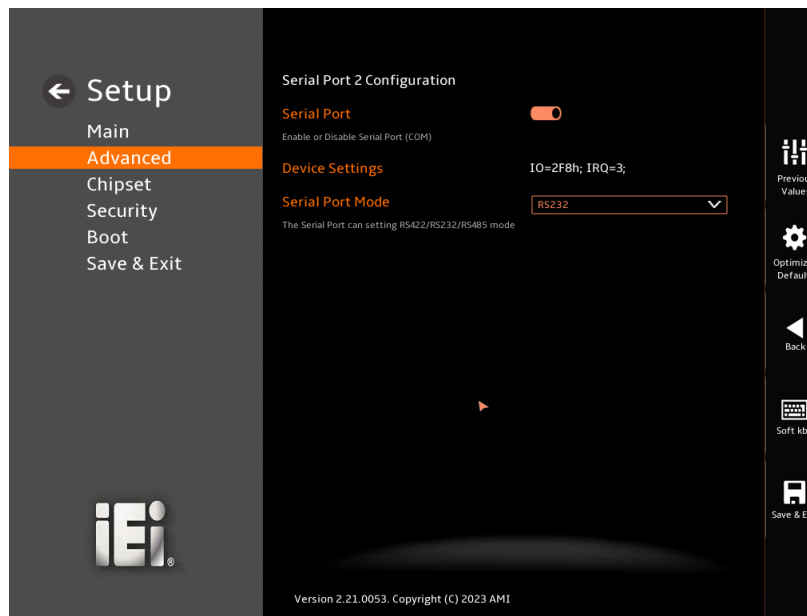 Setup
Main
Advanced
Chipset
Security
Boot
Save & Exit
iEi®
Serial Port 2 Configuration
Serial Port
Enable or Disable Serial Port (COM)
Device Settings IO=2F8h; IRQ=3;
Serial Port Mode RS232
The Serial Port can setting RS422/RS232/RS485 mode
Version 2.21.0053. Copyright (C) 2023 AMI
Back
Soft kb
Save &